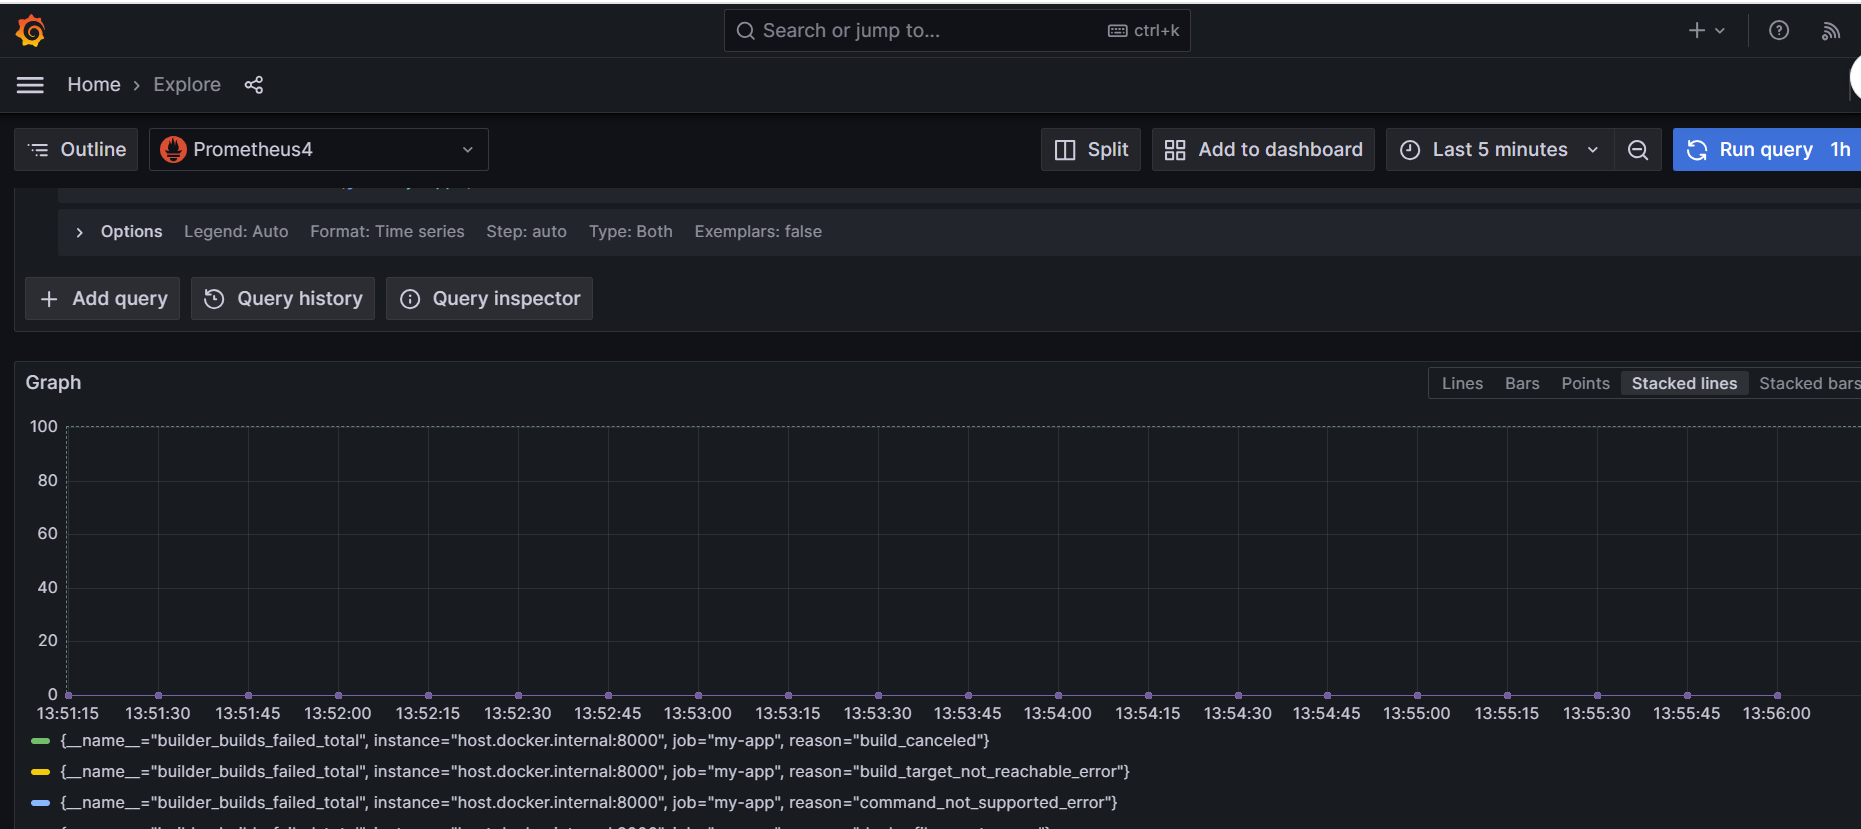 Search or jump to... ctrl+k
Home › Explore
Outline Prometheus4 Split Add to dashboard Last 5 minutes Run query 1h
Options Legend: Auto Format: Time series Step: auto Type: Both Exemplars: false
Add query Query history Query inspector
Graph Lines Bars Points Stacked lines Stacked bars
100
80
60
40
20
0
13:51:15 13:51:30 13:51:45 13:52:00 13:52:15 13:52:30 13:52:45 13:53:00 13:53:15 13:53:30 13:53:45 13:54:00 13:54:15 13:54:30 13:54:45 13:55:00 13:55:15 13:55:30 13:55:45 13:56:00
{__name__="builder_builds_failed_total", instance="host.docker.internal:8000", job="my-app", reason="build_canceled"}
{__name__="builder_builds_failed_total", instance="host.docker.internal:8000", job="my-app", reason="build_target_not_reachable_error"}
{__name__="builder_builds_failed_total", instance="host.docker.internal:8000", job="my-app", reason="command_not_supported_error"}